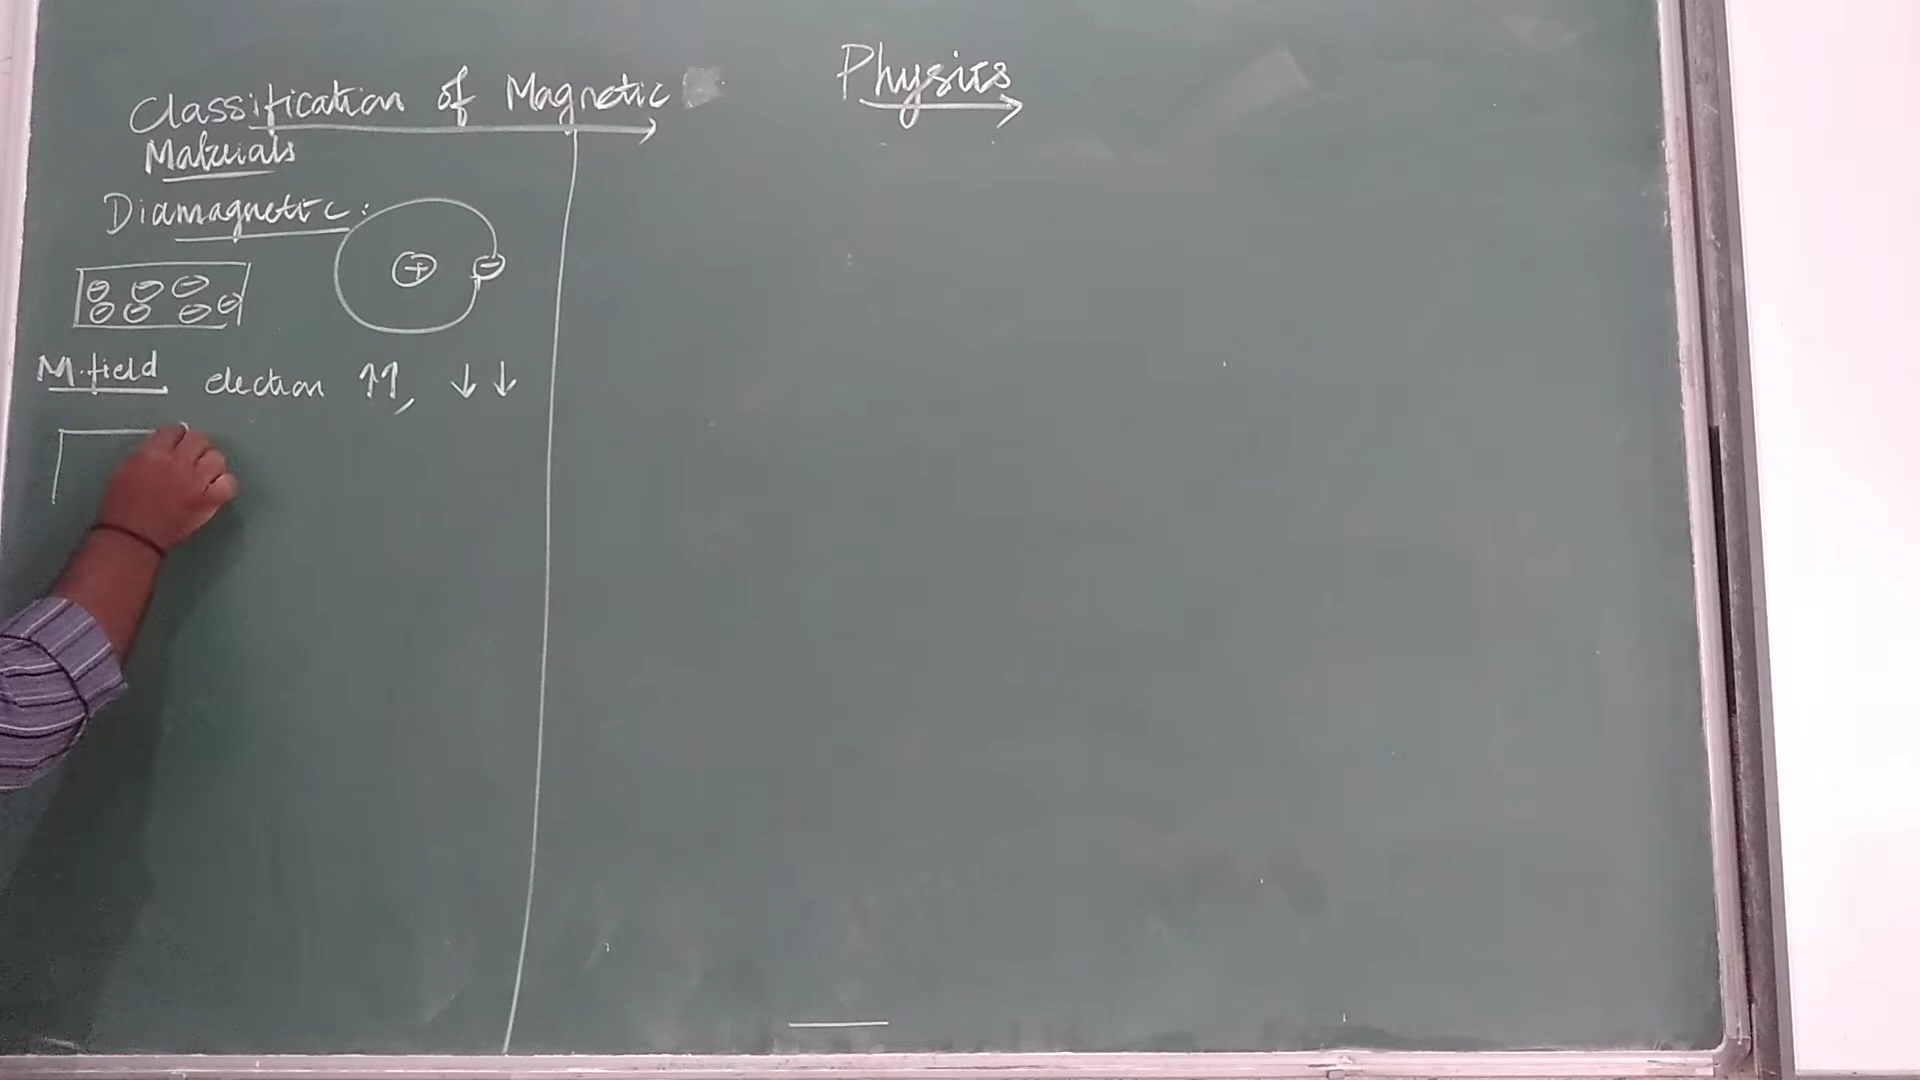 Physics
Classification of Magnetic
Materials
Diamagnetic:
+ -
- - -
- - - -
M.field electron ↑↑, ↓ ↓